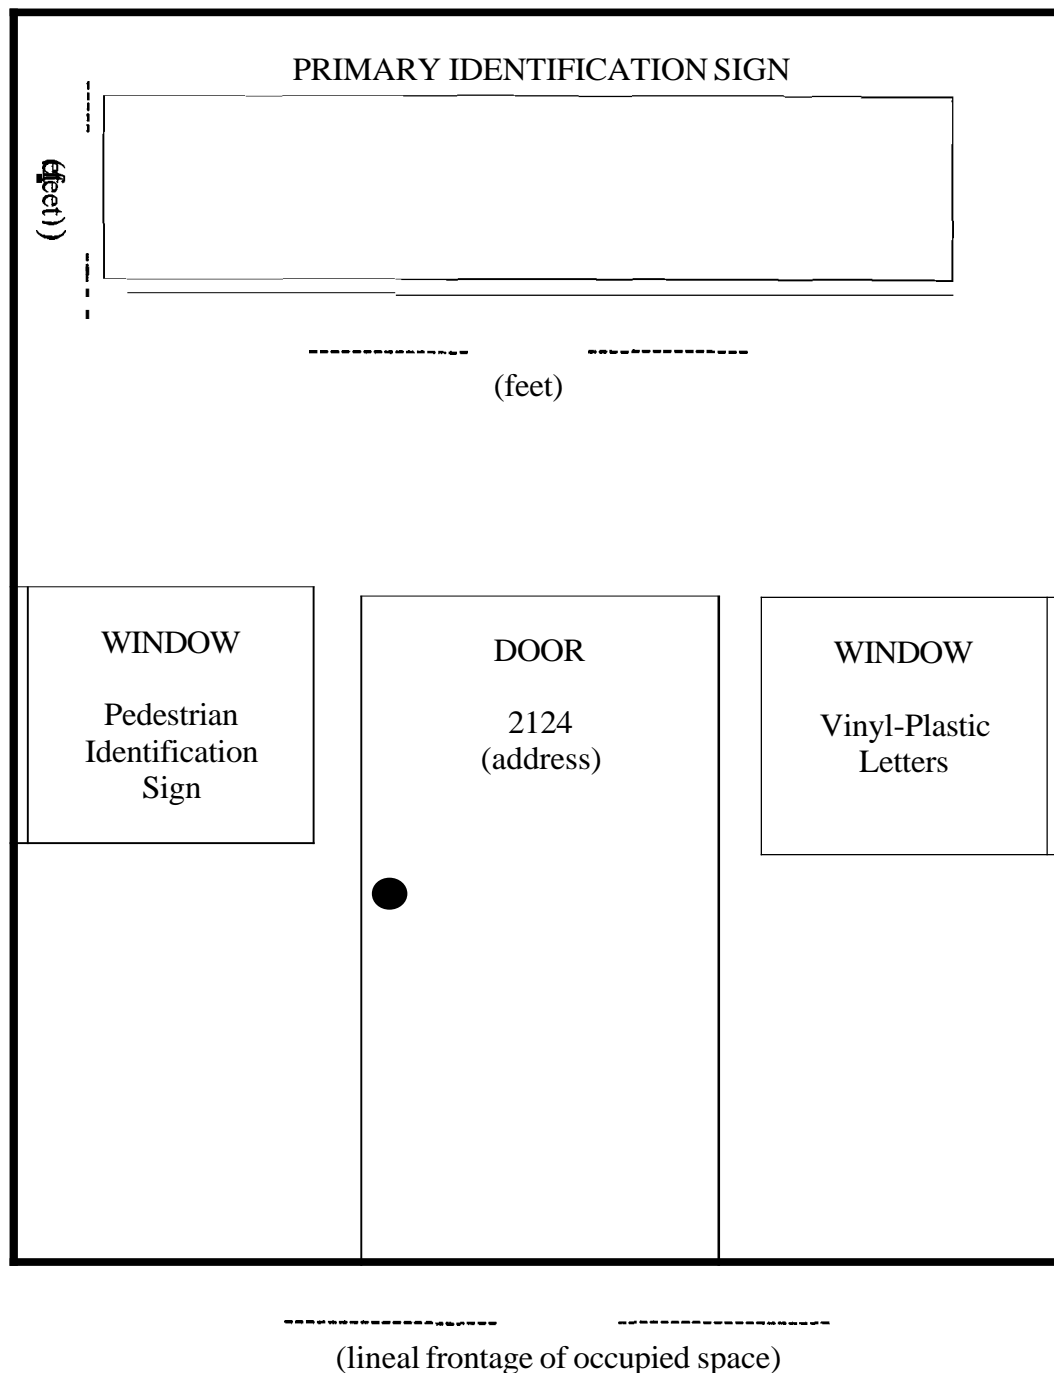 PRIMARY IDENTIFICATION SIGN
(feet)
WINDOW
Pedestrian
Identification
Sign
DOOR
2124
(address)
WINDOW
Vinyl-Plastic
Letters
(lineal frontage of occupied space)